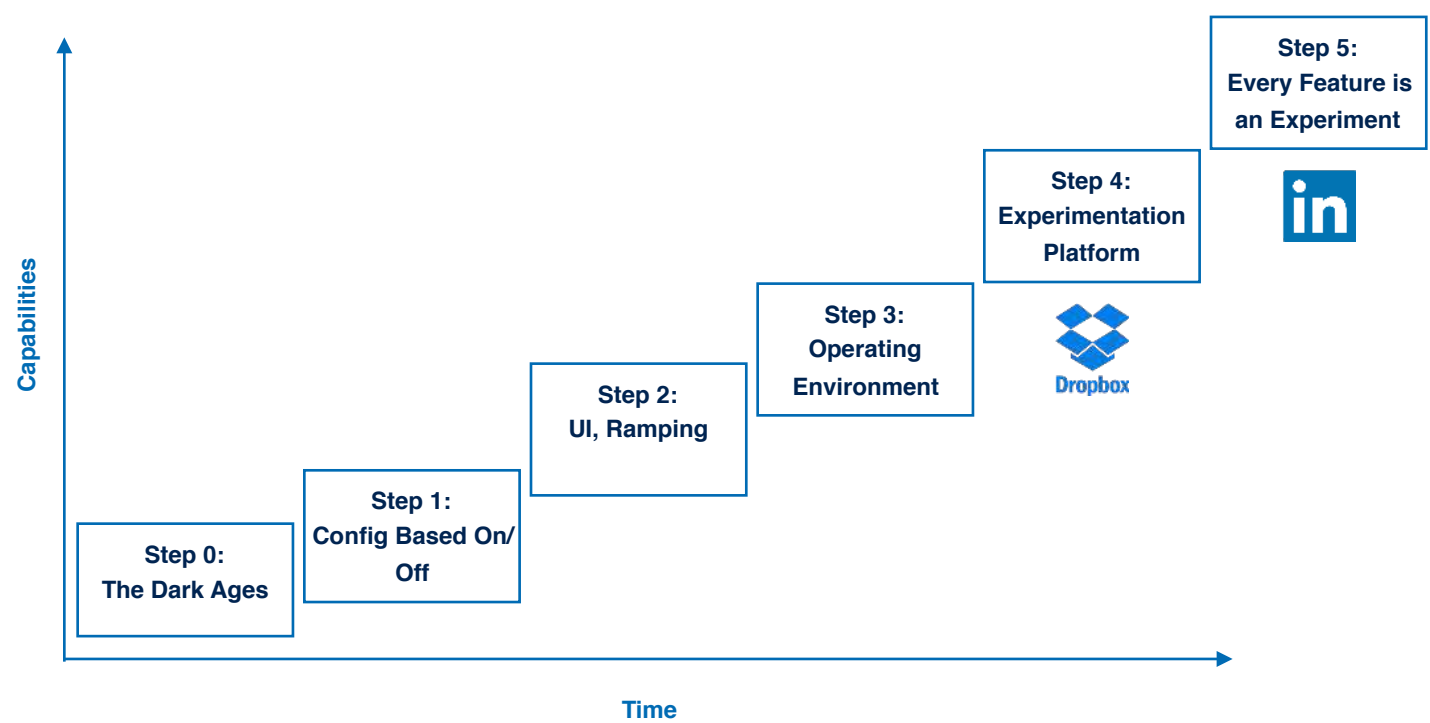 Step 5:
Every Feature is
an Experiment
in
Step 4:
Experimentation
Platform
Dropbox
Step 3:
Operating
Environment
Step 2:
UI, Ramping
Step 1:
Config Based On/
Off
Step 0:
The Dark Ages
Capabilities
Time